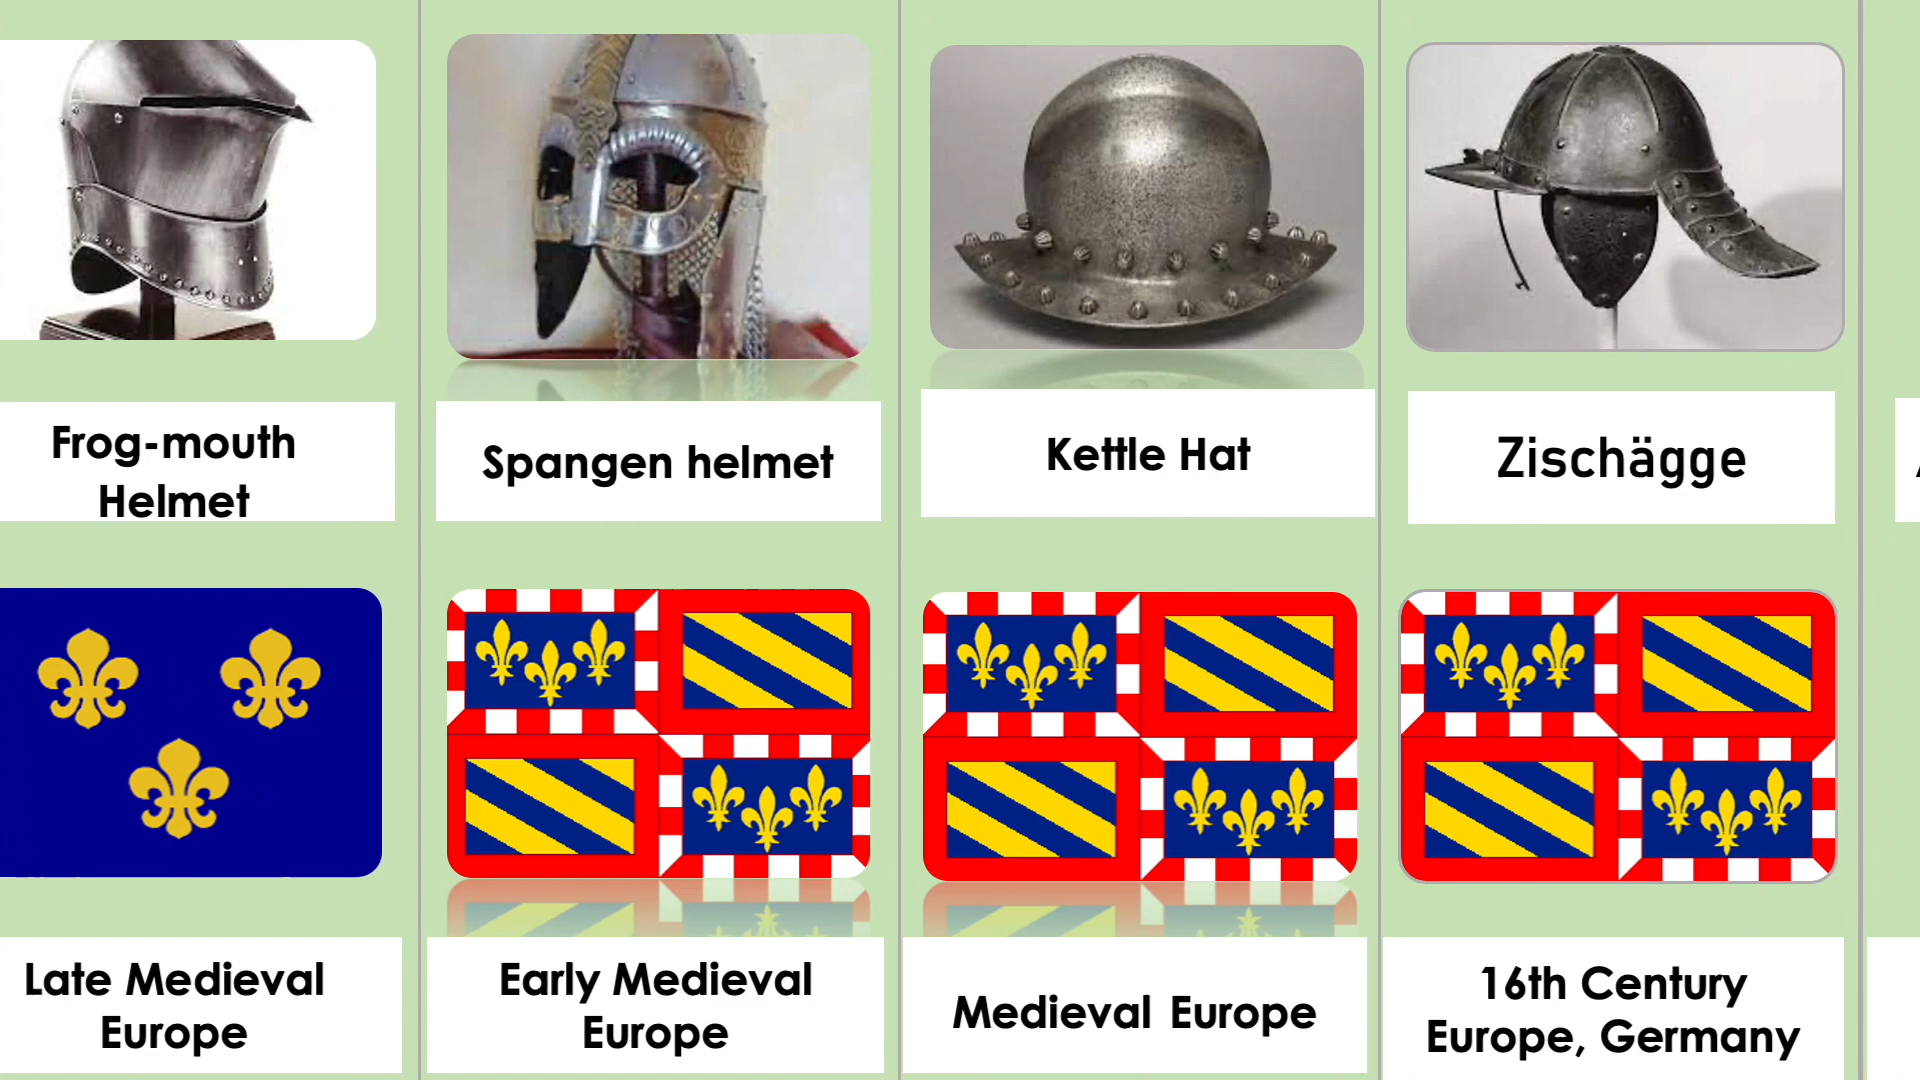 Frog-mouth
Helmet
Spangen helmet
Kettle Hat
Zischägge
Late Medieval
Europe
Early Medieval
Europe
Medieval Europe
16th Century
Europe, Germany